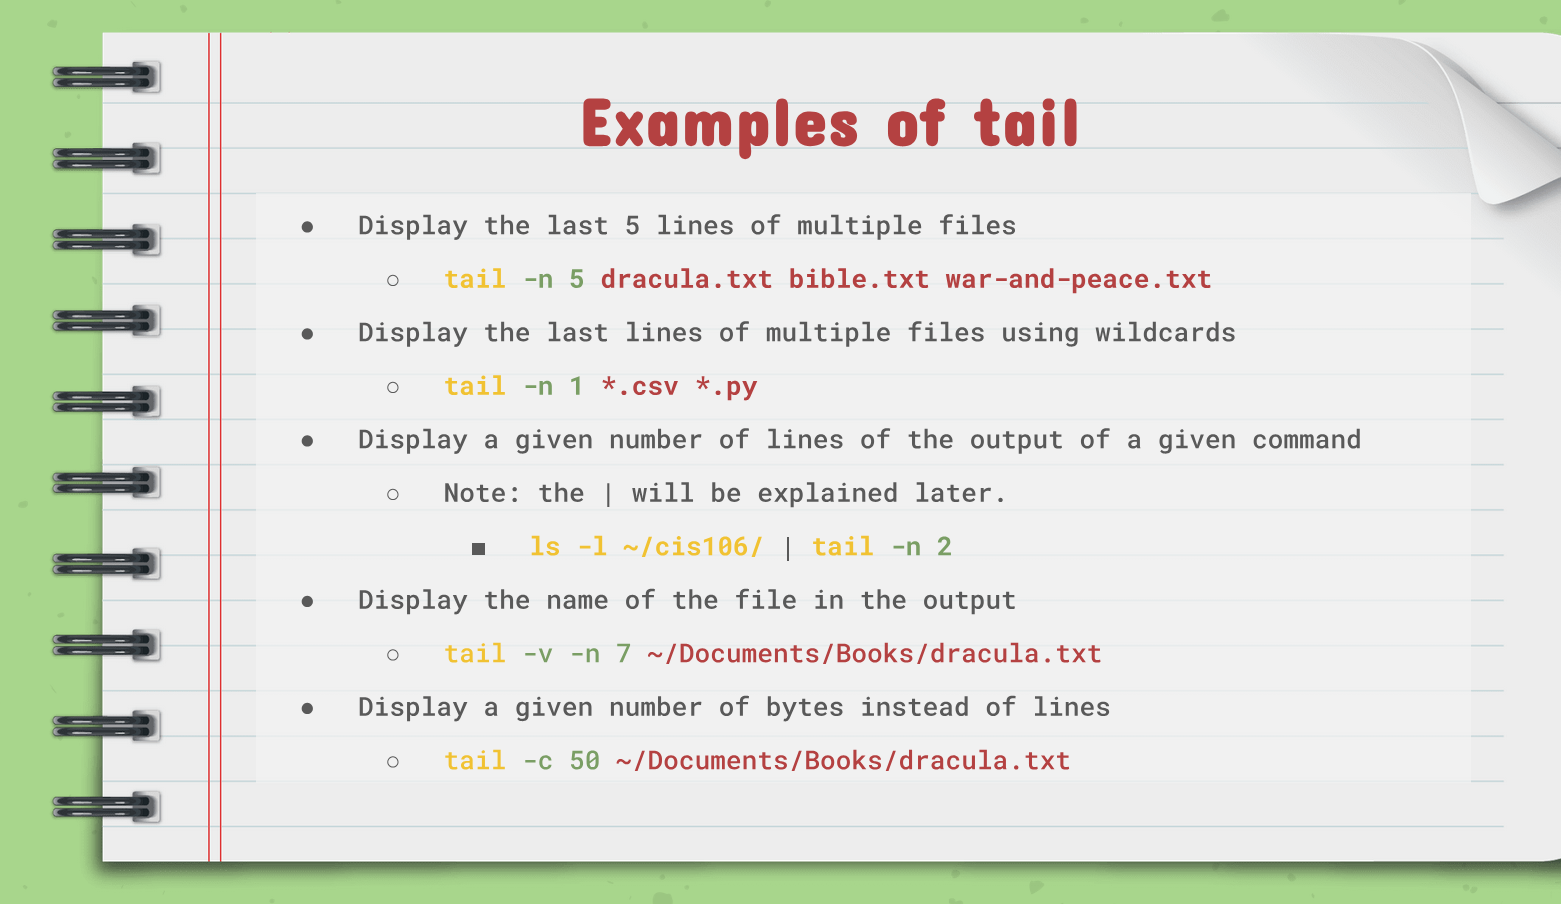 Examples of tail
● Display the last 5 lines of multiple files
○ tail -n 5 dracula.txt bible.txt war-and-peace.txt
● Display the last lines of multiple files using wildcards
○ tail -n 1 *.csv *.py
● Display a given number of lines of the output of a given command
○ Note: the | will be explained later.
■ ls -l ~/cis106/ | tail -n 2
● Display the name of the file in the output
○ tail -v -n 7 ~/Documents/Books/dracula.txt
● Display a given number of bytes instead of lines
○ tail -c 50 ~/Documents/Books/dracula.txt